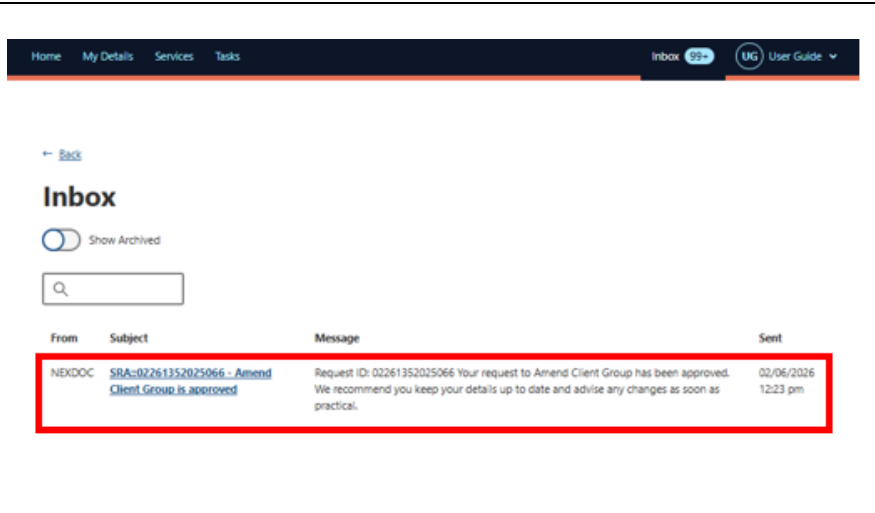 Home My Details Services Tasks Inbox 99+ UG User Guide
← Back
Inbox
Show Archived
From Subject Message Sent
NEXDOC SRA::02261352025066 - Amend Request ID: 02261352025066 Your request to Amend Client Group has been approved. 02/06/2026
Client Group is approved We recommend you keep your details up to date and advise any changes as soon as 12:23 pm
practical.